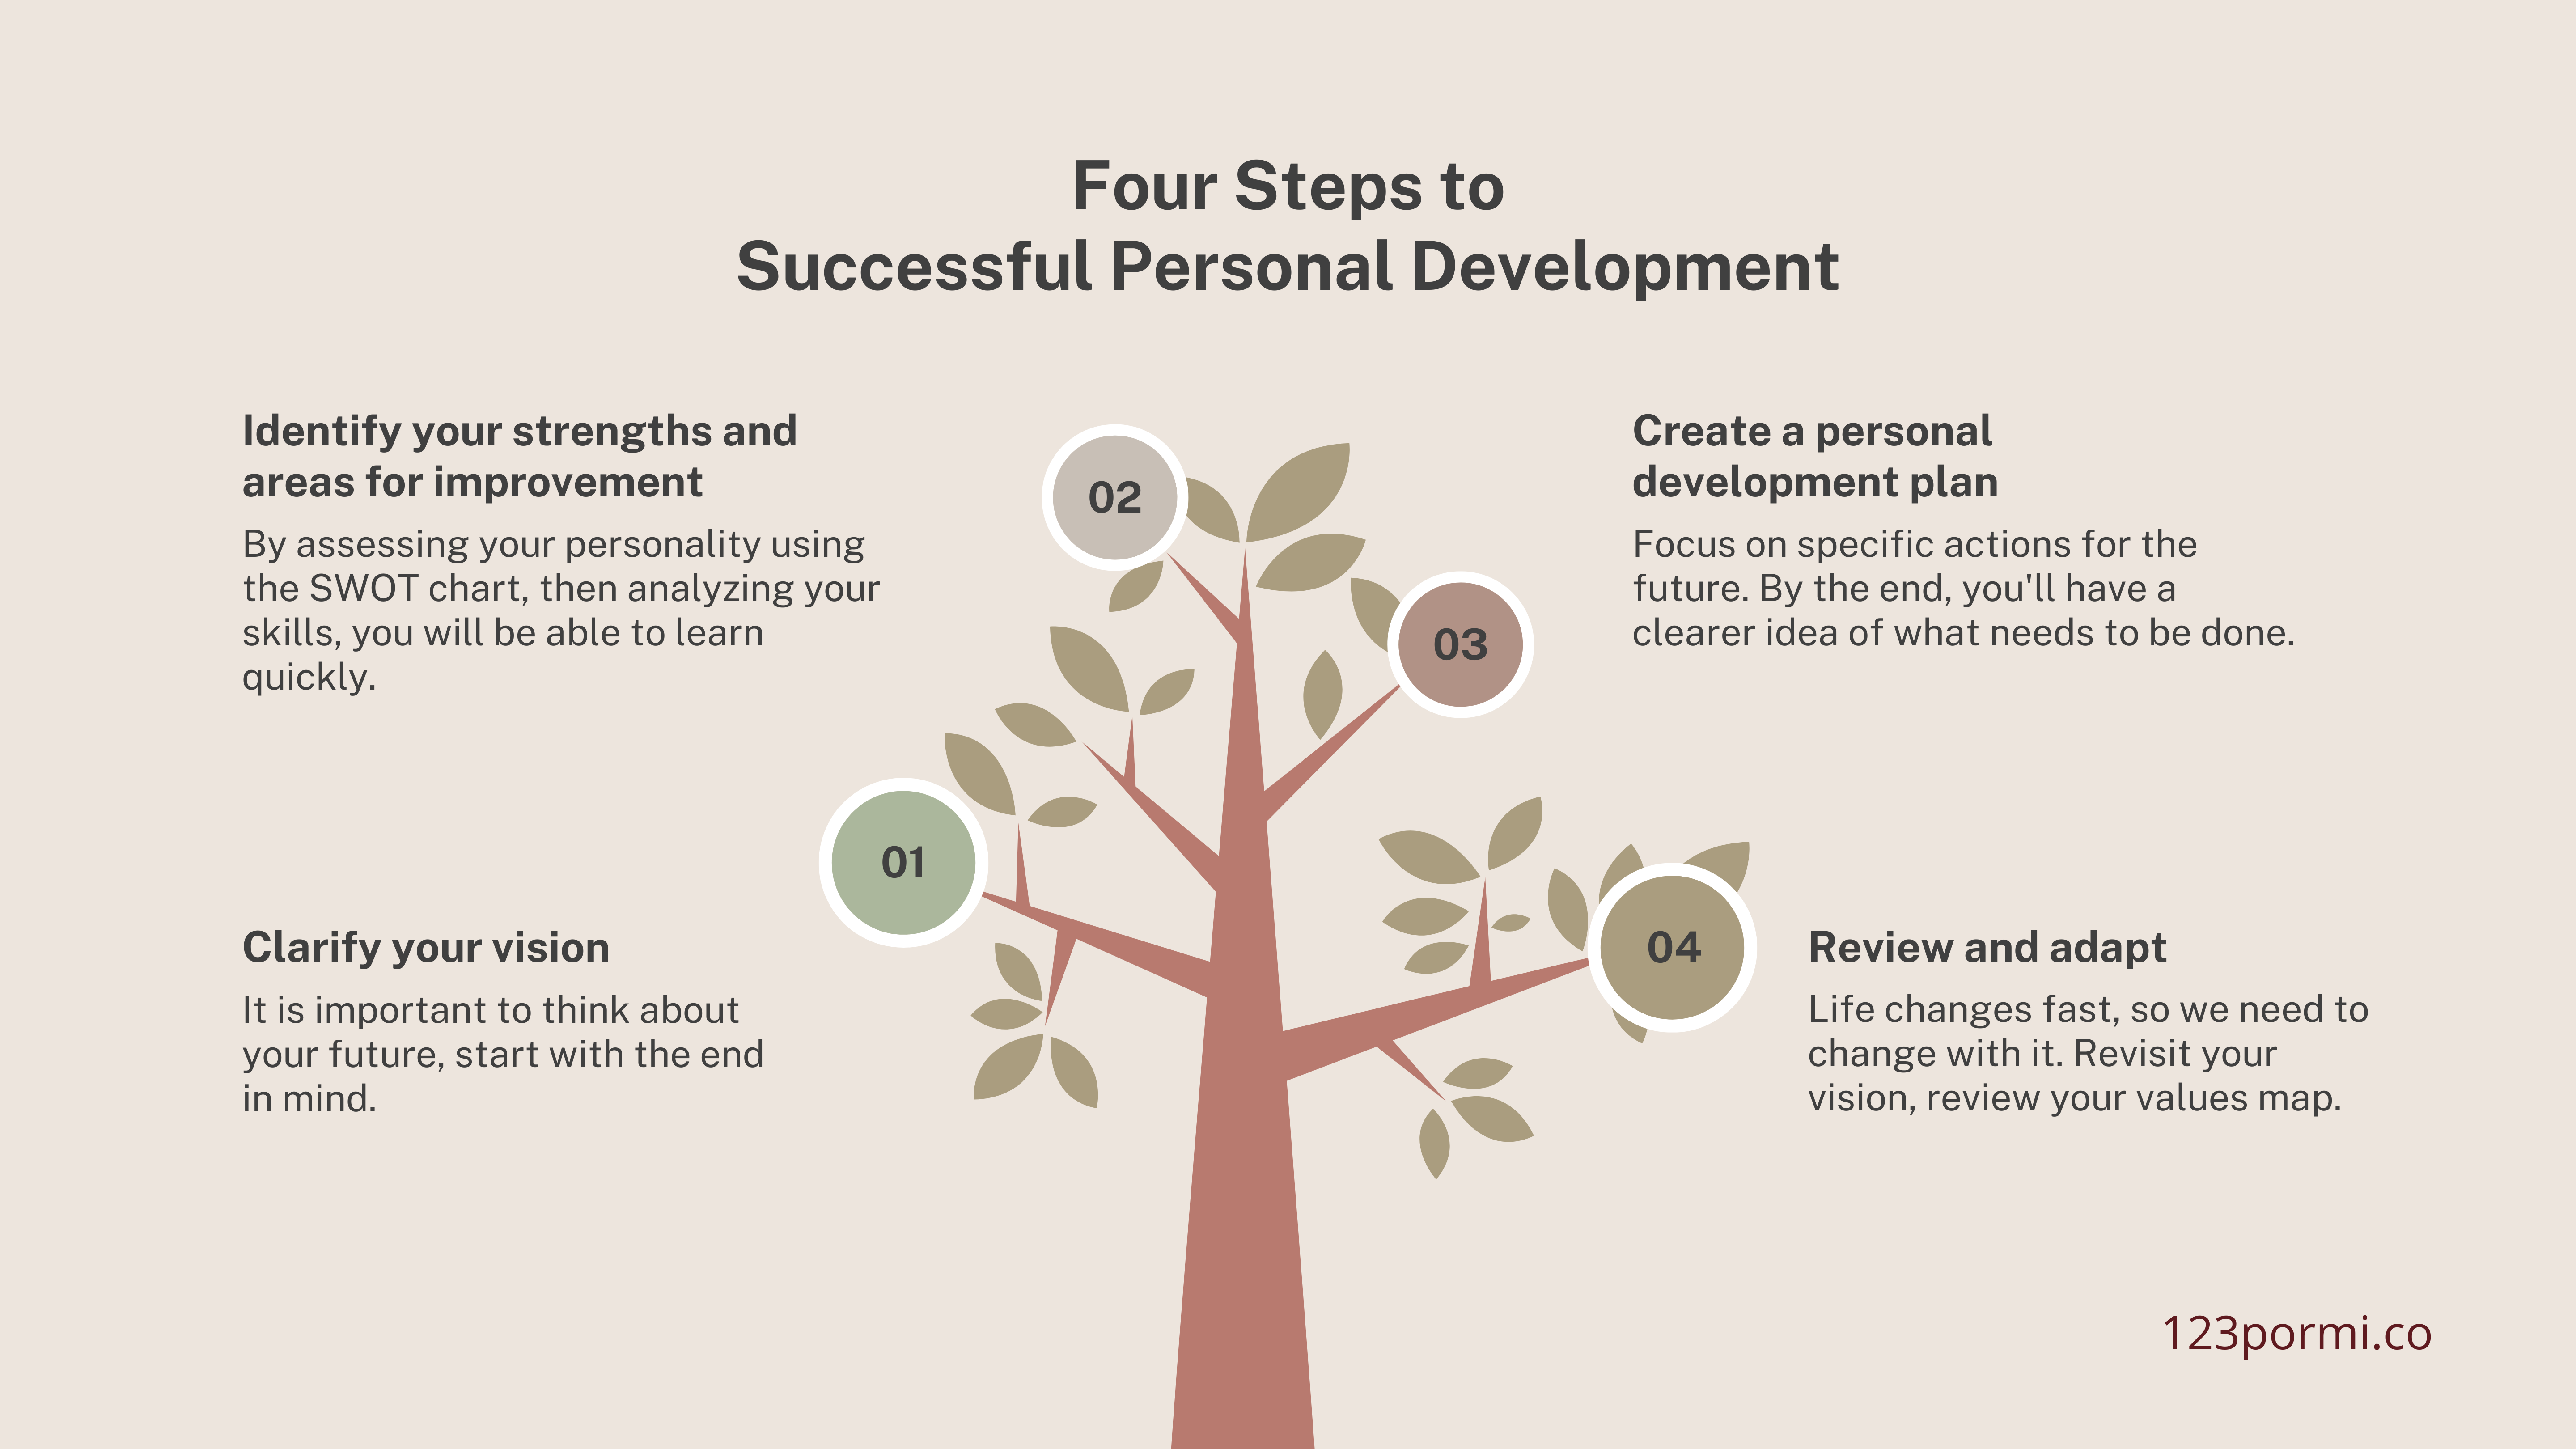 Four Steps to
Successful Personal Development
Identify your strengths and
areas for improvement
By assessing your personality using
the SWOT chart, then analyzing your
skills, you will be able to learn
quickly.
02
Create a personal
development plan
Focus on specific actions for the
future. By the end, you'll have a
clearer idea of what needs to be done.
03
01
Clarify your vision
It is important to think about
your future, start with the end
in mind.
04
Review and adapt
Life changes fast, so we need to
change with it. Revisit your
vision, review your values map.
123pormi.co